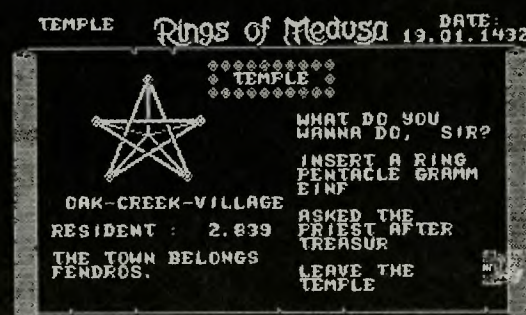 TEMPLE
Rings of Medusa
DATE:
19.01.1432
TEMPLE
OAK-CREEK-VILLAGE
RESIDENT : 2.839
THE TOWN BELONGS
FENDROS.
WHAT DO YOU
WANNA DO, SIR?
INSERT A RING
PENTACLE GRAMM
EINF
ASKED THE
PRIEST AFTER
TREASUR
LEAVE THE
TEMPLE